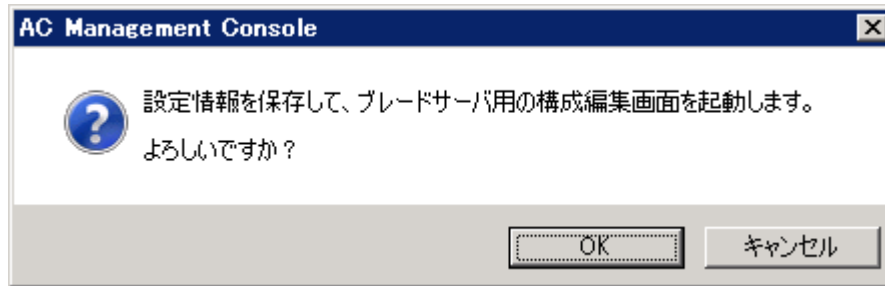 AC Management Console
設定情報を保存して、ブレードサーバ用の構成編集画面を起動します。
よろしいですか？
OK
キャンセル